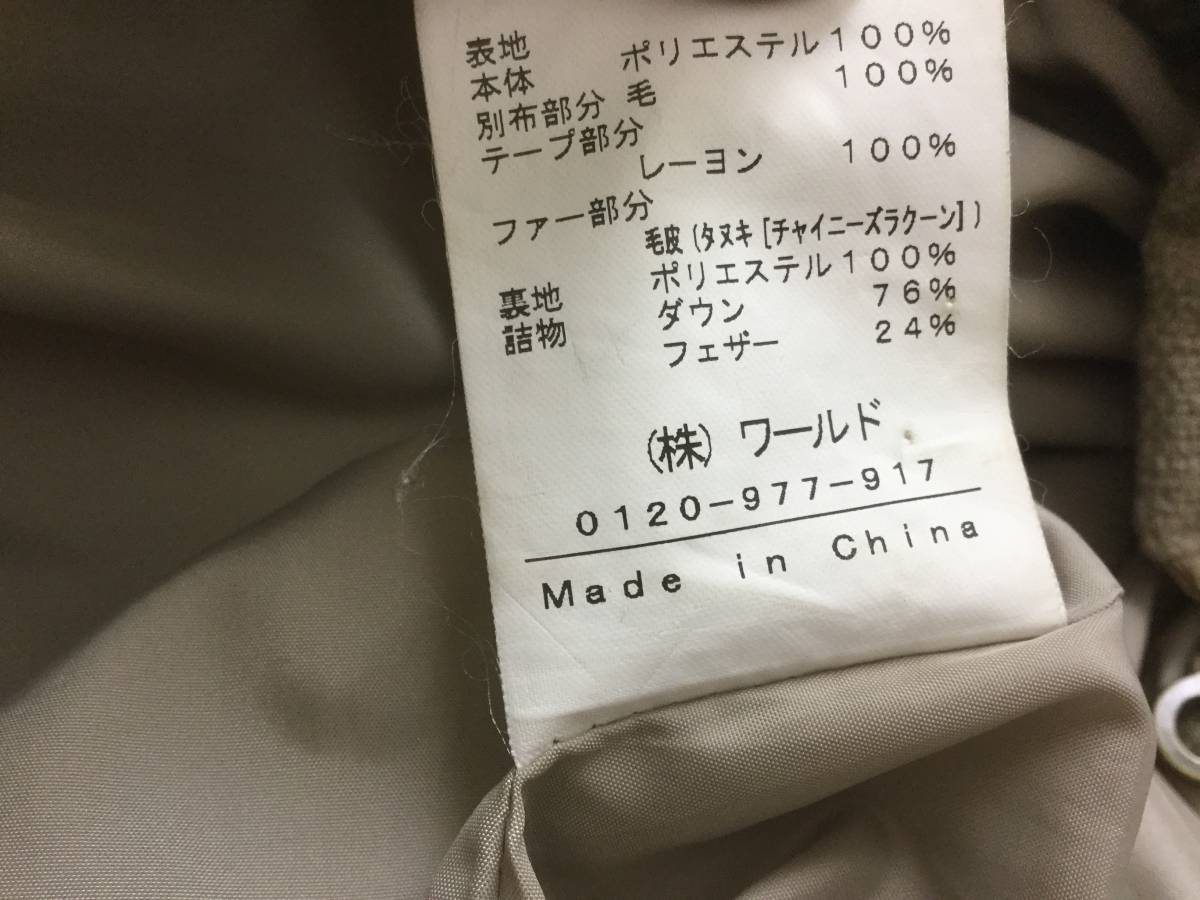 表地
本体 ポリエステル100%
別布部分 毛 100%
テープ部分
レーヨン 100%
ファー部分
毛皮(タヌキ[チャイニーズラクーン])
裏地 ポリエステル100%
詰物 ダウン 76%
フェザー 24%
(株)ワールド
0120-977-917
Made in China